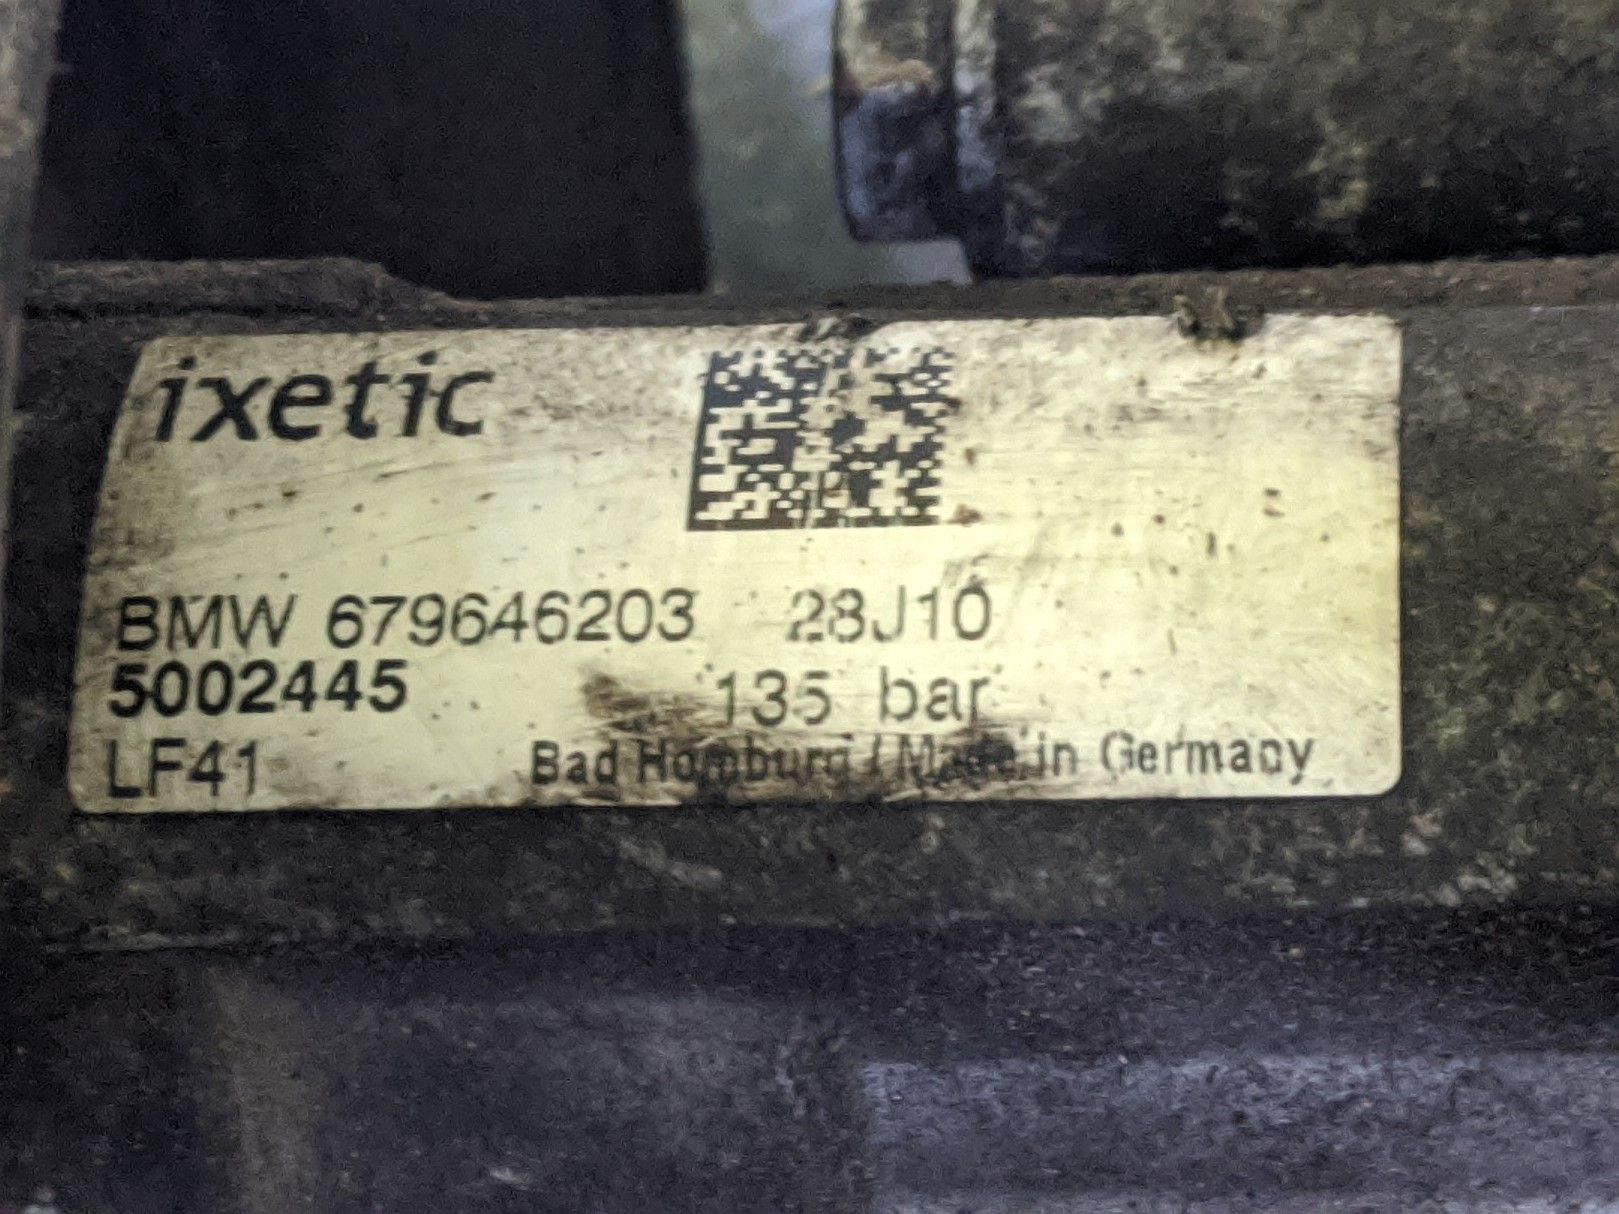 ixetic
BMW 679646203 28J10
5002445 135 bar
LF41 Bad Homburg / Made in Germany